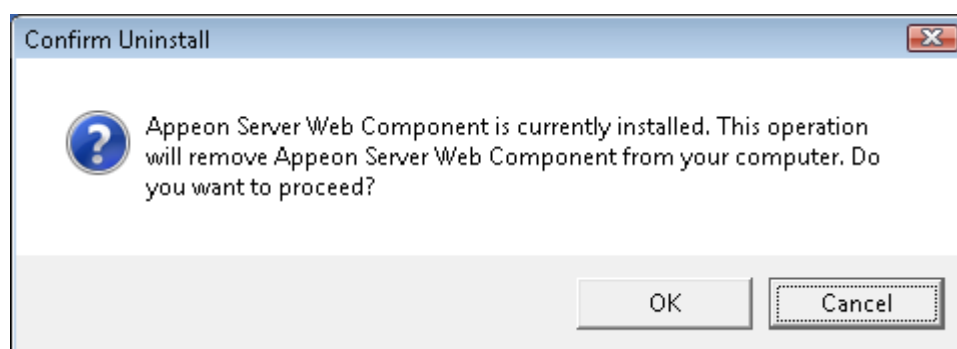 Confirm Uninstall
Appeon Server Web Component is currently installed. This operation
will remove Appeon Server Web Component from your computer. Do
you want to proceed?
OK
Cancel